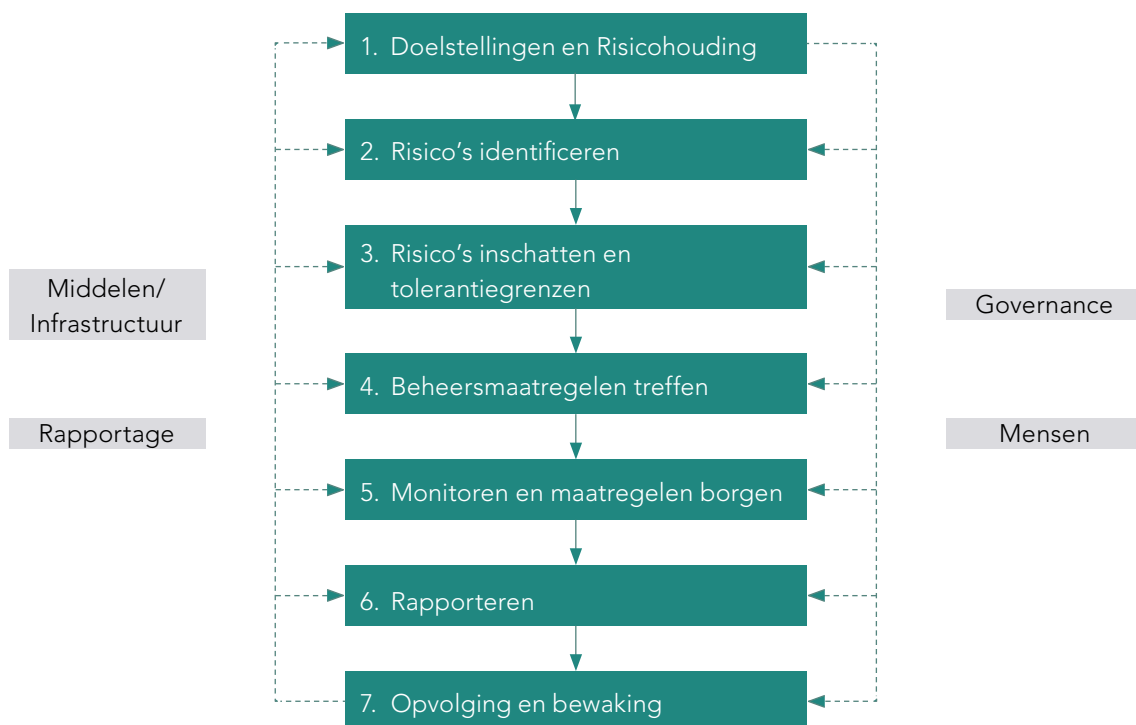 1. Doelstellingen en Risicohouding
2. Risico’s identificeren
3. Risico’s inschatten en
tolerantiegrenzen
Middelen/
Infrastructuur
Governance
4. Beheersmaatregelen treffen
Rapportage
Mensen
5. Monitoren en maatregelen borgen
6. Rapporteren
7. Opvolging en bewaking